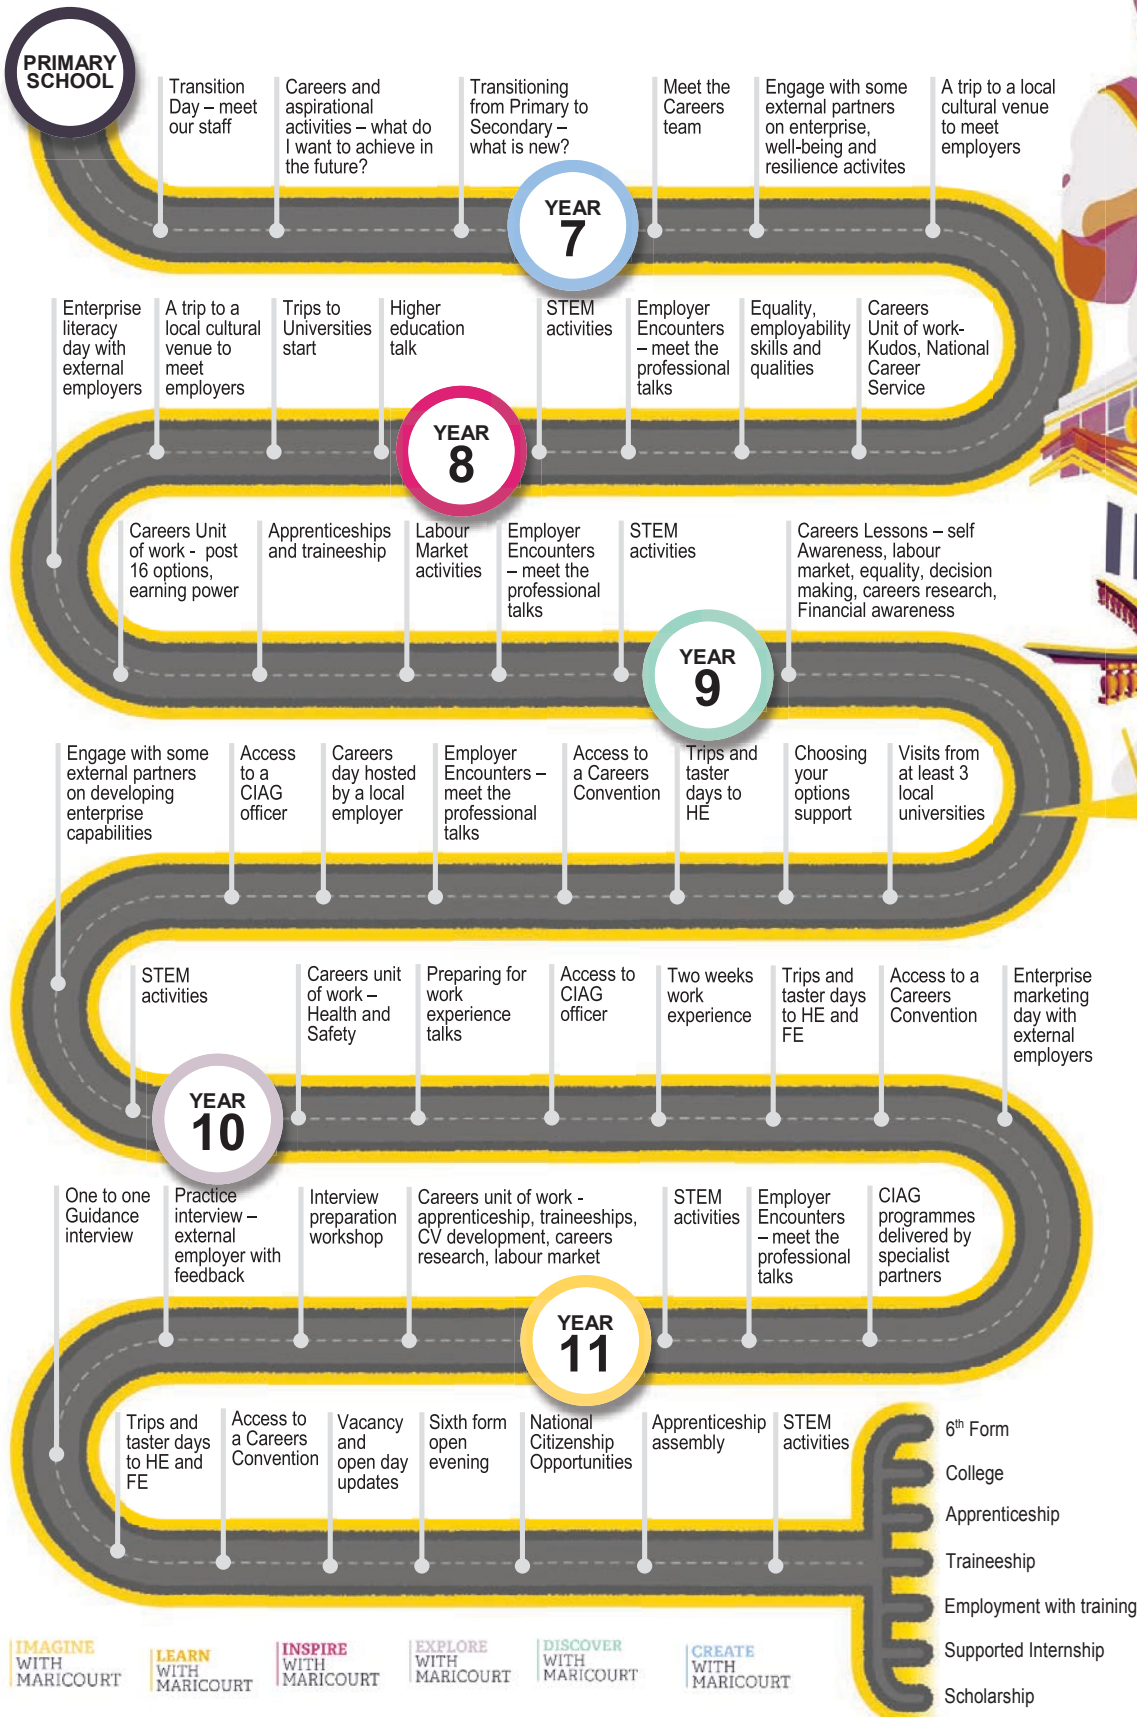 PRIMARY
SCHOOL
Transition
Day – meet
our staff
Careers and
aspirational
activities – what do
I want to achieve in
the future?
Transitioning
from Primary to
Secondary –
what is new?
YEAR
7
Meet the
Careers
team
Engage with some
external partners
on enterprise,
well-being and
resilience activites
A trip to a local
cultural venue
to meet
employers
Enterprise
literacy
day with
external
employers
A trip to a
local cultural
venue to
meet
employers
Trips to
Universities
start
Higher
education
talk
YEAR
8
STEM
activities
Employer
Encounters
– meet the
professional
talks
Equality,
employability
skills and
qualities
Careers
Unit of work-
Kudos, National
Career
Service
Careers Unit
of work -  post
16 options,
earning power
Apprenticeships
and traineeship
Labour
Market
activities
Employer
Encounters
– meet the
professional
talks
STEM
activities
YEAR
9
Careers Lessons – self
Awareness, labour
market, equality, decision
making, careers research,
Financial awareness
Engage with some
external partners
on developing
enterprise
capabilities
Access
to a
CIAG
officer
Careers
day hosted
by a local
employer
Employer
Encounters –
meet the
professional
talks
Access to
a Careers
Convention
Trips and
taster
days to
HE
Choosing
your
options
support
Visits from
at least 3
local
universities
STEM
activities
YEAR
10
Careers unit
of work –
Health and
Safety
Preparing for
work
experience
talks
Access to
CIAG
officer
Two weeks
work
experience
Trips and
taster days
to HE and
FE
Access to a
Careers
Convention
Enterprise
marketing
day with
external
employers
One to one
Guidance
interview
Practice
interview –
external
employer with
feedback
Interview
preparation
workshop
Careers unit of work -
apprenticeship, traineeships,
CV development, careers
research, labour market
YEAR
11
STEM
activities
Employer
Encounters
– meet the
professional
talks
CIAG
programmes
delivered by
specialist
partners
Trips and
taster days
to HE and
FE
Access to
a Careers
Convention
Vacancy
and
open day
updates
Sixth form
open
evening
National
Citizenship
Opportunities
Apprenticeship
assembly
STEM
activities
6th Form
College
Apprenticeship
Traineeship
Employment with training
Supported Internship
Scholarship
IMAGINE
WITH
MARICOURT
LEARN
WITH
MARICOURT
INSPIRE
WITH
MARICOURT
EXPLORE
WITH
MARICOURT
DISCOVER
WITH
MARICOURT
CREATE
WITH
MARICOURT